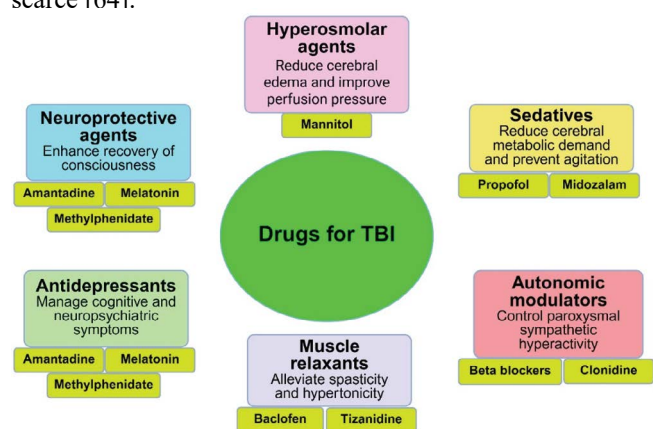 scarce [64].
Hyperosmolar
agents
Reduce cerebral
edema and improve
perfusion pressure
Mannitol
Neuroprotective
agents
Enhance recovery of
consciousness
Amantadine
Melatonin
Methylphenidate
Sedatives
Reduce cerebral
metabolic demand
and prevent agitation
Propofol
Midozalam
Drugs for TBI
Antidepressants
Manage cognitive and
neuropsychiatric
symptoms
Amantadine
Melatonin
Methylphenidate
Muscle
relaxants
Alleviate spasticity
and hypertonicity
Baclofen
Tizanidine
Autonomic
modulators
Control paroxysmal
sympathetic
hyperactivity
Beta blockers
Clonidine